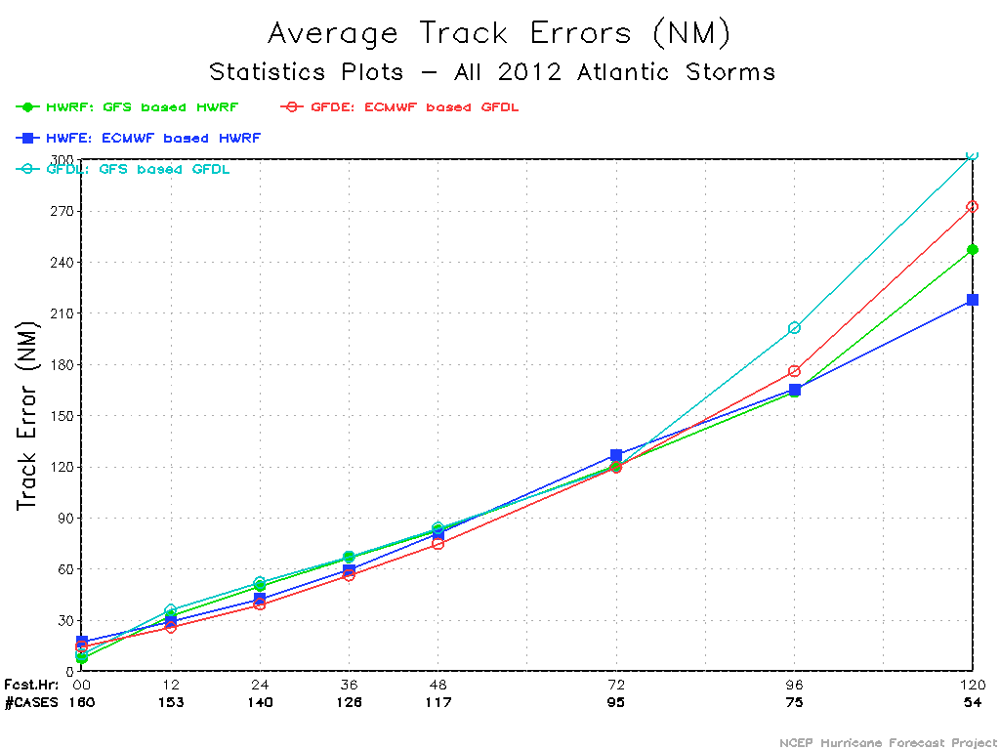 Average Track Errors (NM)
Statistics Plots - All 2012 Atlantic Storms
HWRF: GFS based HWRF GFDE: ECMWF based GFDL
HWFE: ECMWF based HWRF
GFDL: GFS based GFDL
300
270
240
210
180
150
120
90
60
30
0
Track Error (NM)
Fcst.Hr: 00 12 24 36 48 72 96 120
#CASES 160 153 140 126 117 95 75 54
NCEP Hurricane Forecast Project